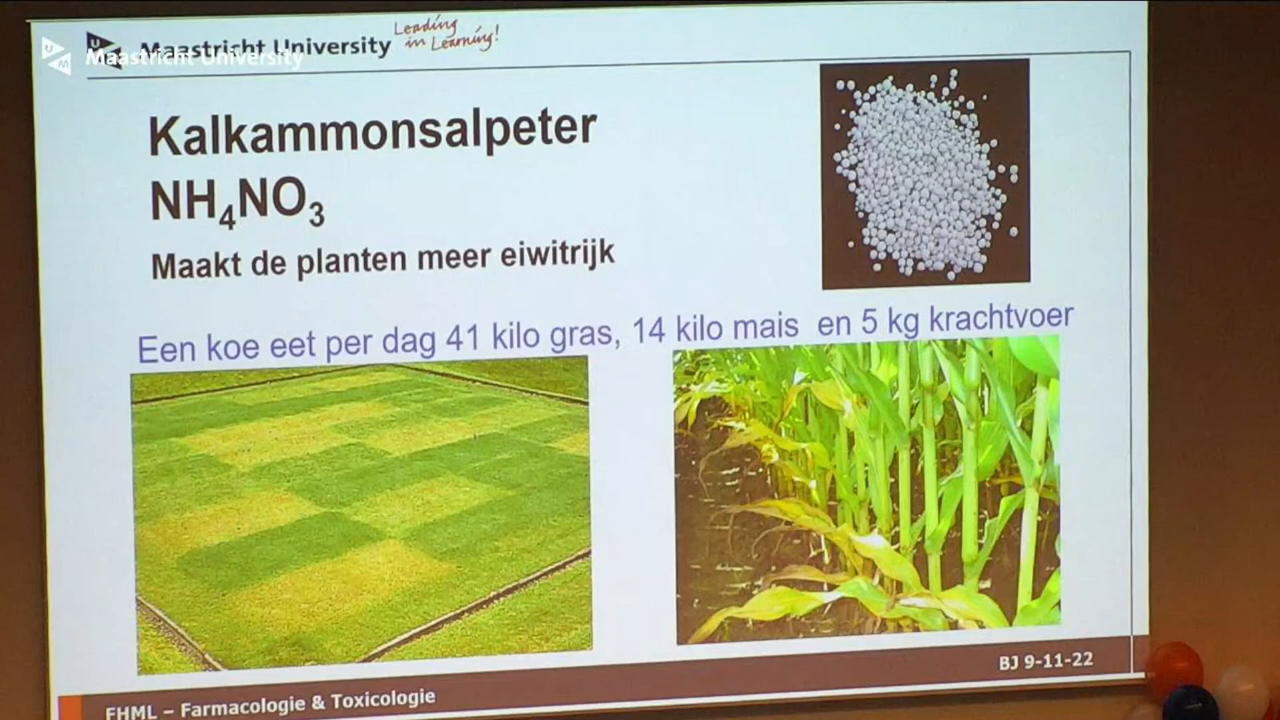 Maastricht University
Leading
in Learning!
Maastricht University
Kalkammonsalpeter
NH₄NO₃
Maakt de planten meer eiwitrijk
Een koe eet per dag 41 kilo gras, 14 kilo mais en 5 kg krachtvoer
BJ 9-11-22
FHML – Farmacologie & Toxicologie